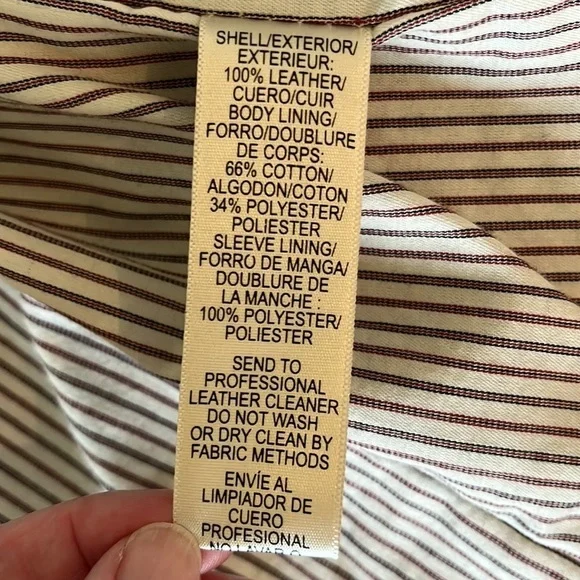 SHELL/EXTERIOR/
EXTERIEUR:
100% LEATHER/
CUERO/CUIR
BODY LINING/
FORRO/DOUBLURE
DE CORPS:
66% COTTON/
ALGODON/COTON
34% POLYESTER/
POLIESTER
SLEEVE LINING/
FORRO DE MANGA/
DOUBLURE DE
LA MANCHE :
100% POLYESTER/
POLIESTER
SEND TO
PROFESSIONAL
LEATHER CLEANER
DO NOT WASH
OR DRY CLEAN BY
FABRIC METHODS
ENVÍE AL
LIMPIADOR DE
CUERO
PROFESIONAL
NO LAVAR O